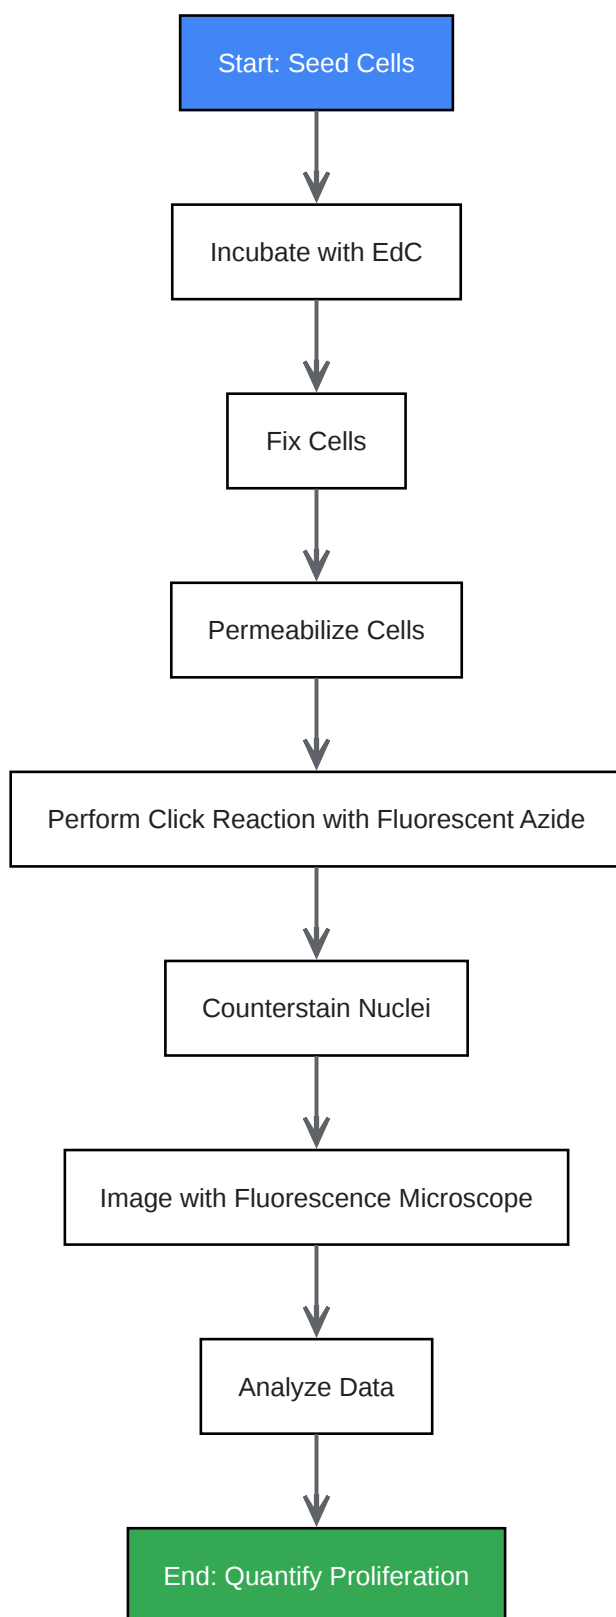 Start: Seed Cells
Incubate with EdC
Fix Cells
Permeabilize Cells
Perform Click Reaction with Fluorescent Azide
Counterstain Nuclei
Image with Fluorescence Microscope
Analyze Data
End: Quantify Proliferation